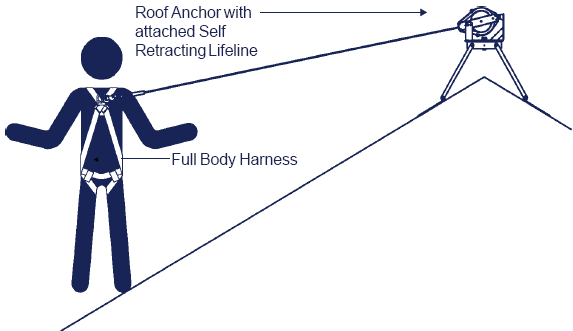 Roof Anchor with
attached Self
Retracting Lifeline
Full Body Harness